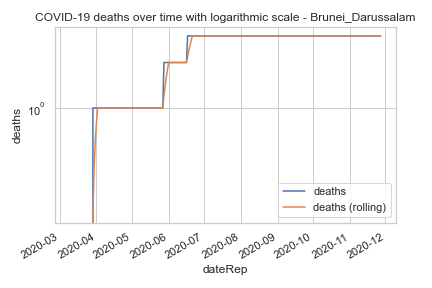 COVID-19 deaths over time with logarithmic scale - Brunei_Darussalam
deaths
10⁰
deaths
deaths (rolling)
2020-03
2020-04
2020-05
2020-06
2020-07
2020-08
2020-09
2020-10
2020-11
2020-12
dateRep